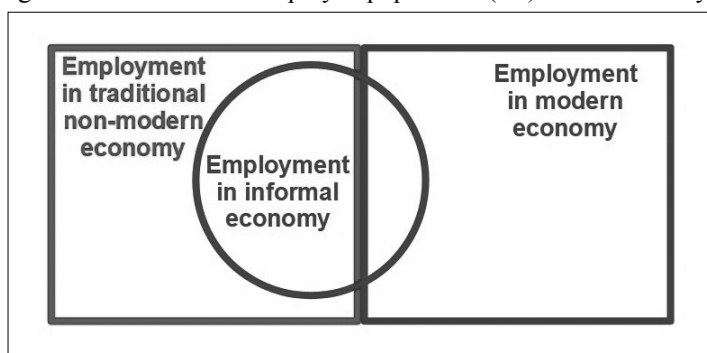 Employment
in traditional
non-modern
economy
Employment
in modern
economy
Employment
in informal
economy